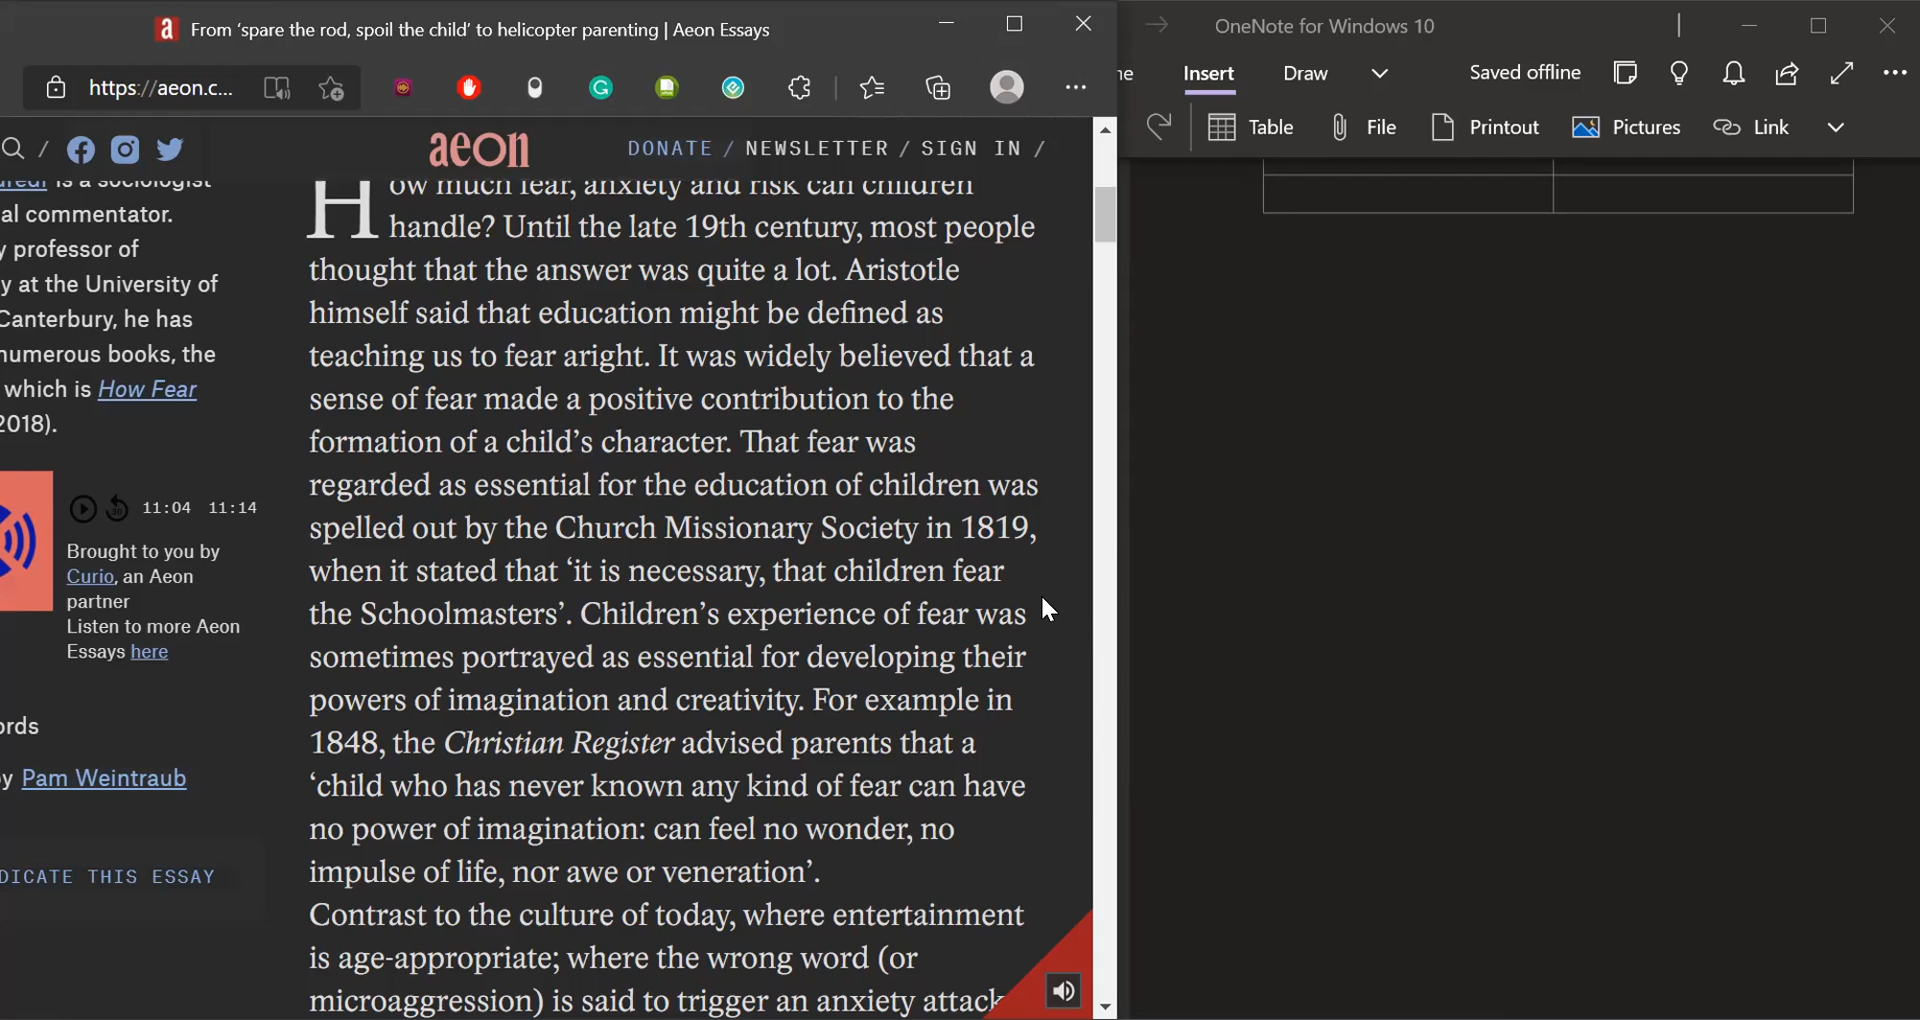 From ‘spare the rod, spoil the child’ to helicopter parenting | Aeon Essays
https://aeon.c...
aeon
DONATE / NEWSLETTER / SIGN IN /
is a sociologist
al commentator.
y professor of
y at the University of
Canterbury, he has
numerous books, the
which is How Fear
2018).
11:04 11:14
Brought to you by
Curio, an Aeon
partner
Listen to more Aeon
Essays here
ords
y Pam Weintraub
DICATE THIS ESSAY
How much fear, anxiety and risk can children
handle? Until the late 19th century, most people
thought that the answer was quite a lot. Aristotle
himself said that education might be defined as
teaching us to fear aright. It was widely believed that a
sense of fear made a positive contribution to the
formation of a child’s character. That fear was
regarded as essential for the education of children was
spelled out by the Church Missionary Society in 1819,
when it stated that ‘it is necessary, that children fear
the Schoolmasters’. Children’s experience of fear was
sometimes portrayed as essential for developing their
powers of imagination and creativity. For example in
1848, the Christian Register advised parents that a
‘child who has never known any kind of fear can have
no power of imagination: can feel no wonder, no
impulse of life, nor awe or veneration’.
Contrast to the culture of today, where entertainment
is age-appropriate; where the wrong word (or
microaggression) is said to trigger an anxiety attack
OneNote for Windows 10
me Insert Draw Saved offline
Table File Printout Pictures Link